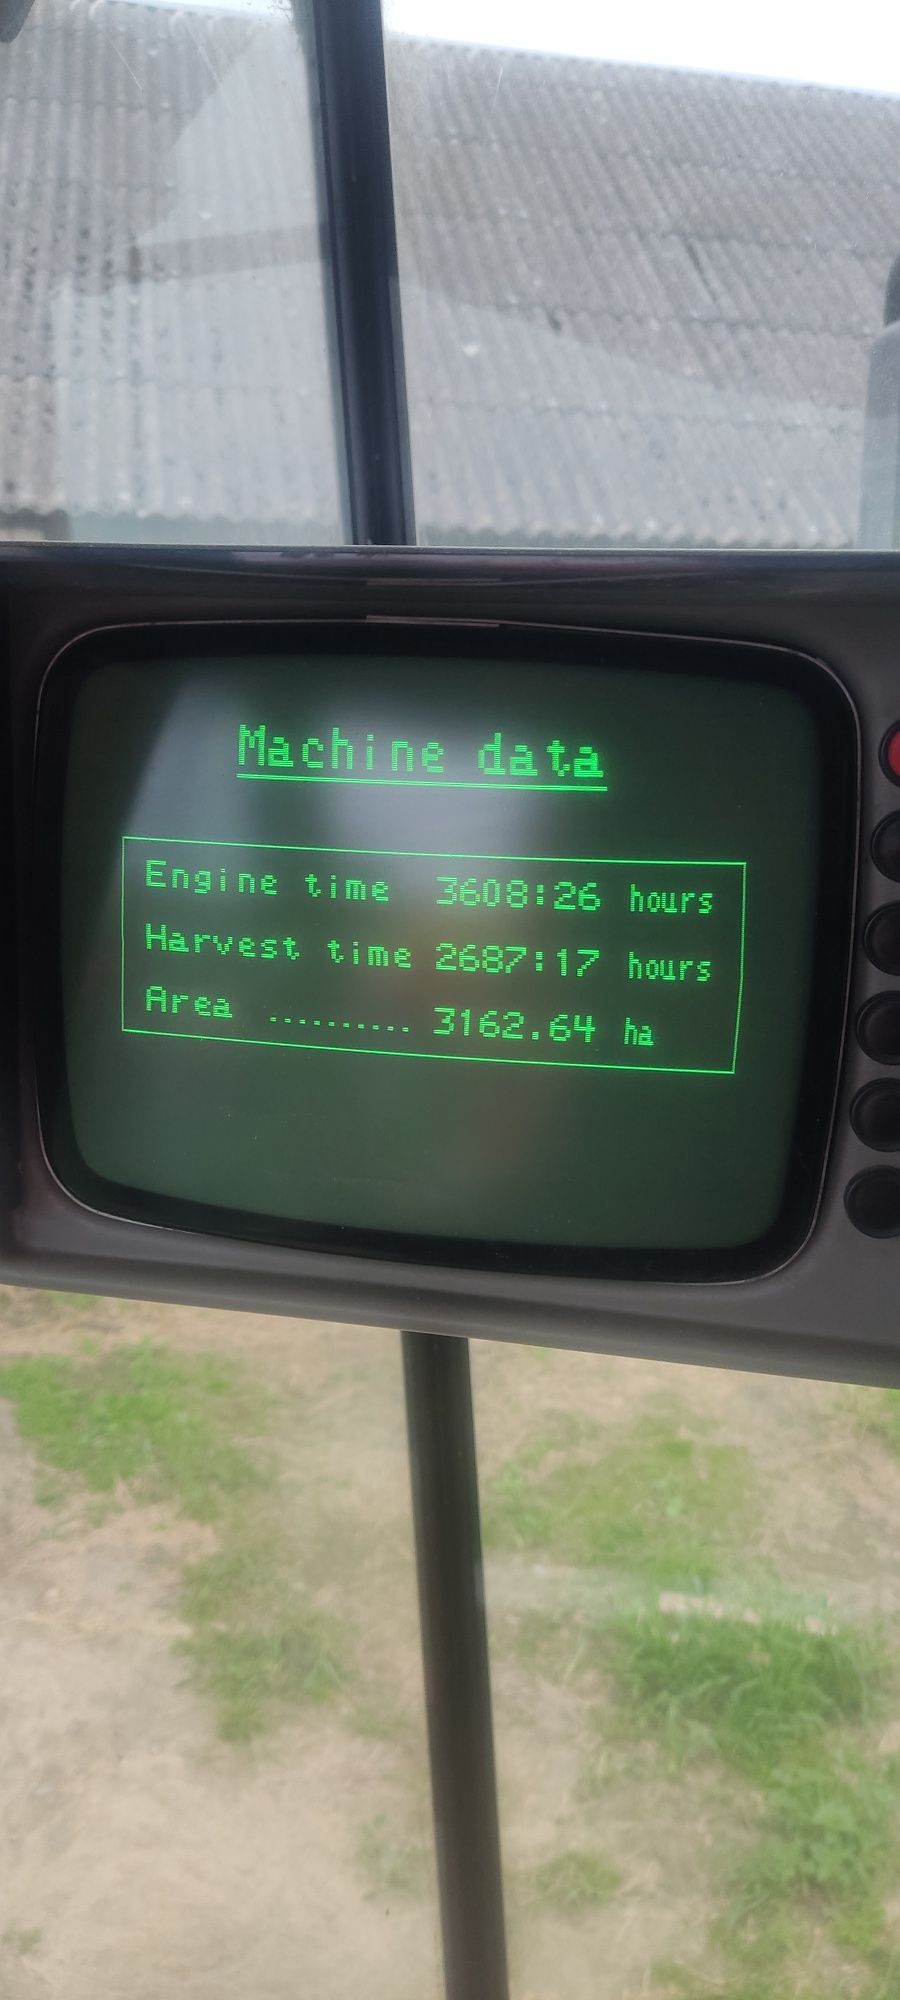 Machine data
Engine time 3608:26 hours
Harvest time 2687:17 hours
Area .......... 3162.64 ha